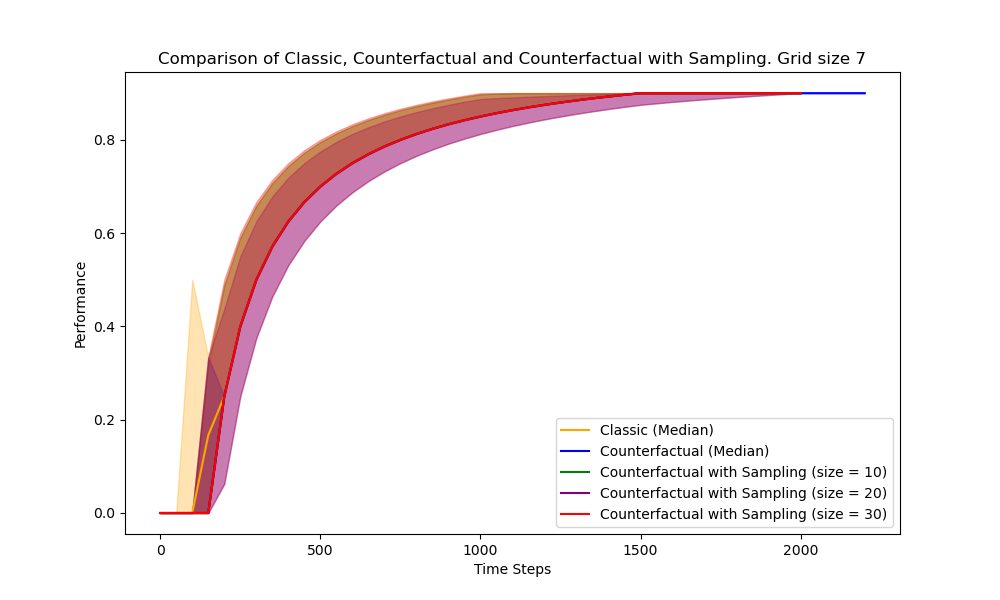 Comparison of Classic, Counterfactual and Counterfactual with Sampling. Grid size 7
Performance
0.8
0.6
0.4
0.2
0.0
0
500
1000
1500
2000
Time Steps
Classic (Median)
Counterfactual (Median)
Counterfactual with Sampling (size = 10)
Counterfactual with Sampling (size = 20)
Counterfactual with Sampling (size = 30)